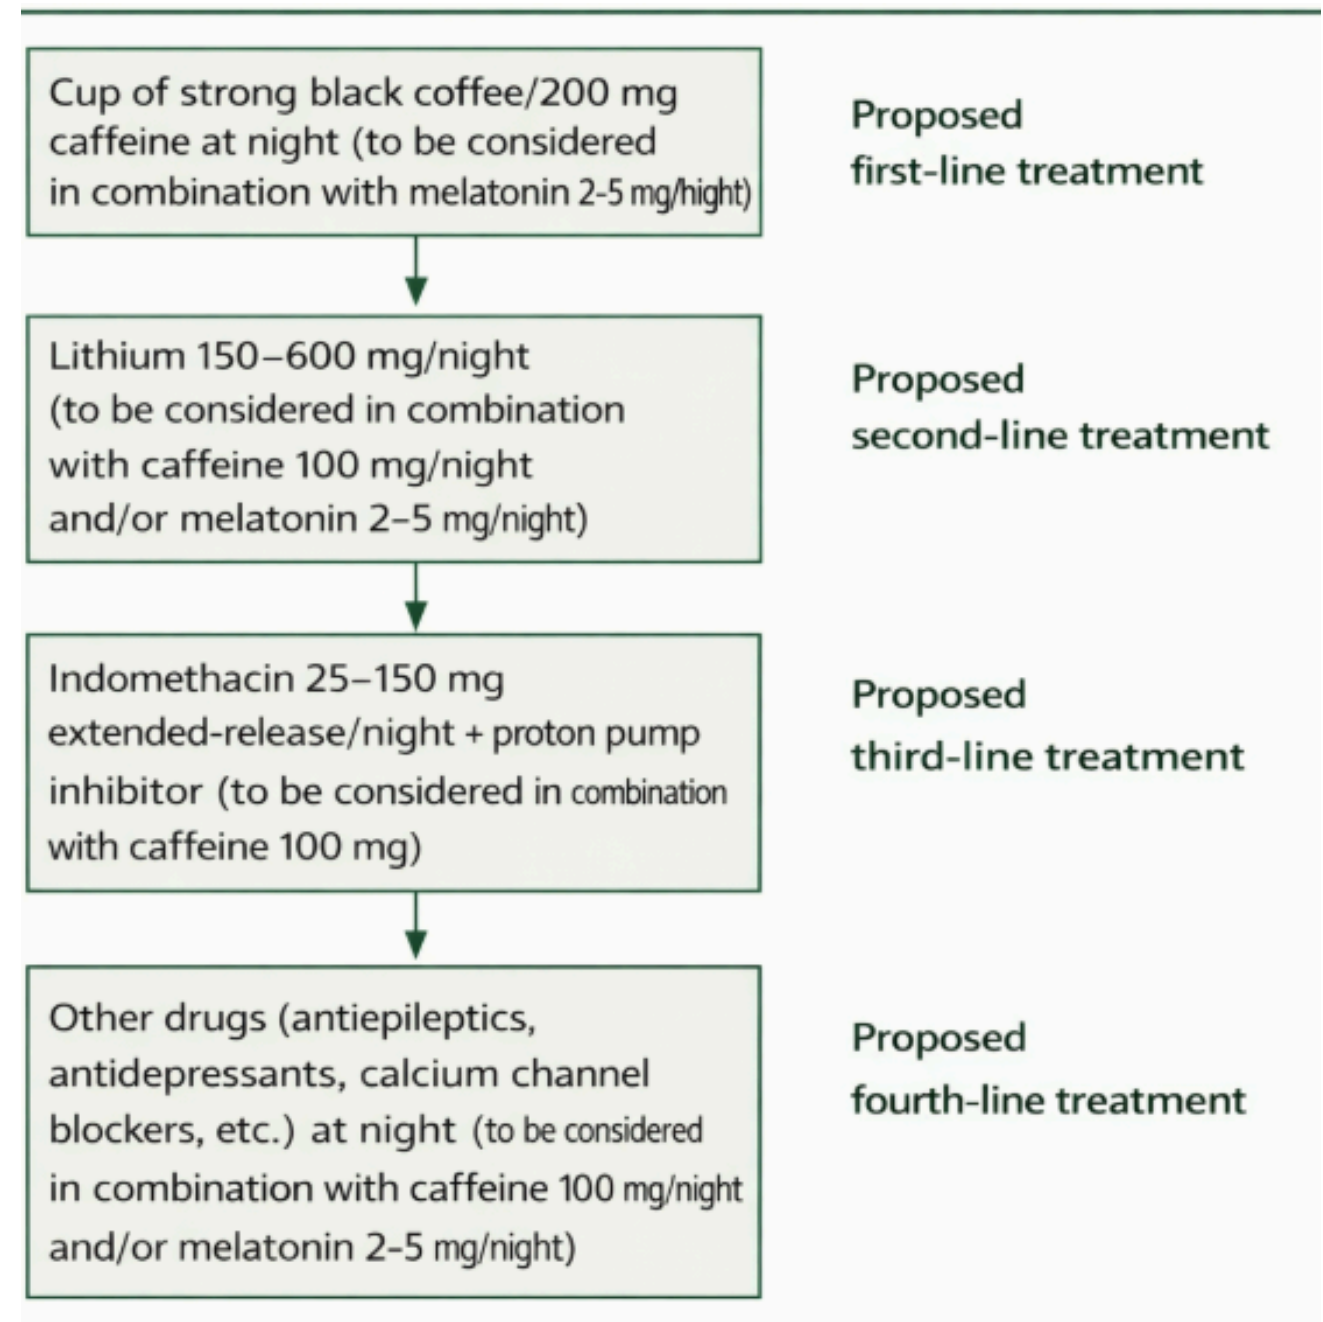 Cup of strong black coffee/200 mg
caffeine at night (to be considered
in combination with melatonin 2-5 mg/hight)
Proposed
first-line treatment
Lithium 150–600 mg/night
(to be considered in combination
with caffeine 100 mg/night
and/or melatonin 2–5 mg/night)
Proposed
second-line treatment
Indomethacin 25–150 mg
extended-release/night + proton pump
inhibitor (to be considered in combination
with caffeine 100 mg)
Proposed
third-line treatment
Other drugs (antiepileptics,
antidepressants, calcium channel
blockers, etc.) at night (to be considered
in combination with caffeine 100 mg/night
and/or melatonin 2–5 mg/night)
Proposed
fourth-line treatment